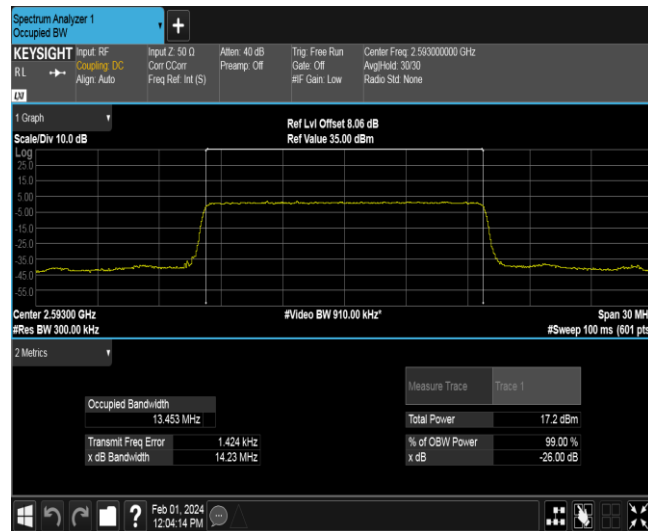 Spectrum Analyzer 1
Occupied BW
+
KEYSIGHT
RL
LXI
Input: RF
Coupling: DC
Align: Auto
Input Z: 50 Ω
Corr CCorr
Freq Ref: Int (S)
Atten: 40 dB
Preamp: Off
Trig: Free Run
Gate: Off
#IF Gain: Low
Center Freq: 2.593000000 GHz
Avg|Hold: 30/30
Radio Std: None
1 Graph
Scale/Div 10.0 dB
Ref Lvl Offset 8.06 dB
Ref Value 35.00 dBm
Log
25.0
15.0
5.00
-5.00
-15.0
-25.0
-35.0
-45.0
-55.0
Center 2.59300 GHz
#Res BW 300.00 kHz
#Video BW 910.00 kHz*
Span 30 MH
#Sweep 100 ms (601 pts
2 Metrics
Measure Trace
Trace 1
Occupied Bandwidth
13.453 MHz
Total Power 17.2 dBm
Transmit Freq Error 1.424 kHz
x dB Bandwidth 14.23 MHz
% of OBW Power 99.00 %
x dB -26.00 dB
?
Feb 01, 2024
12:04:14 PM